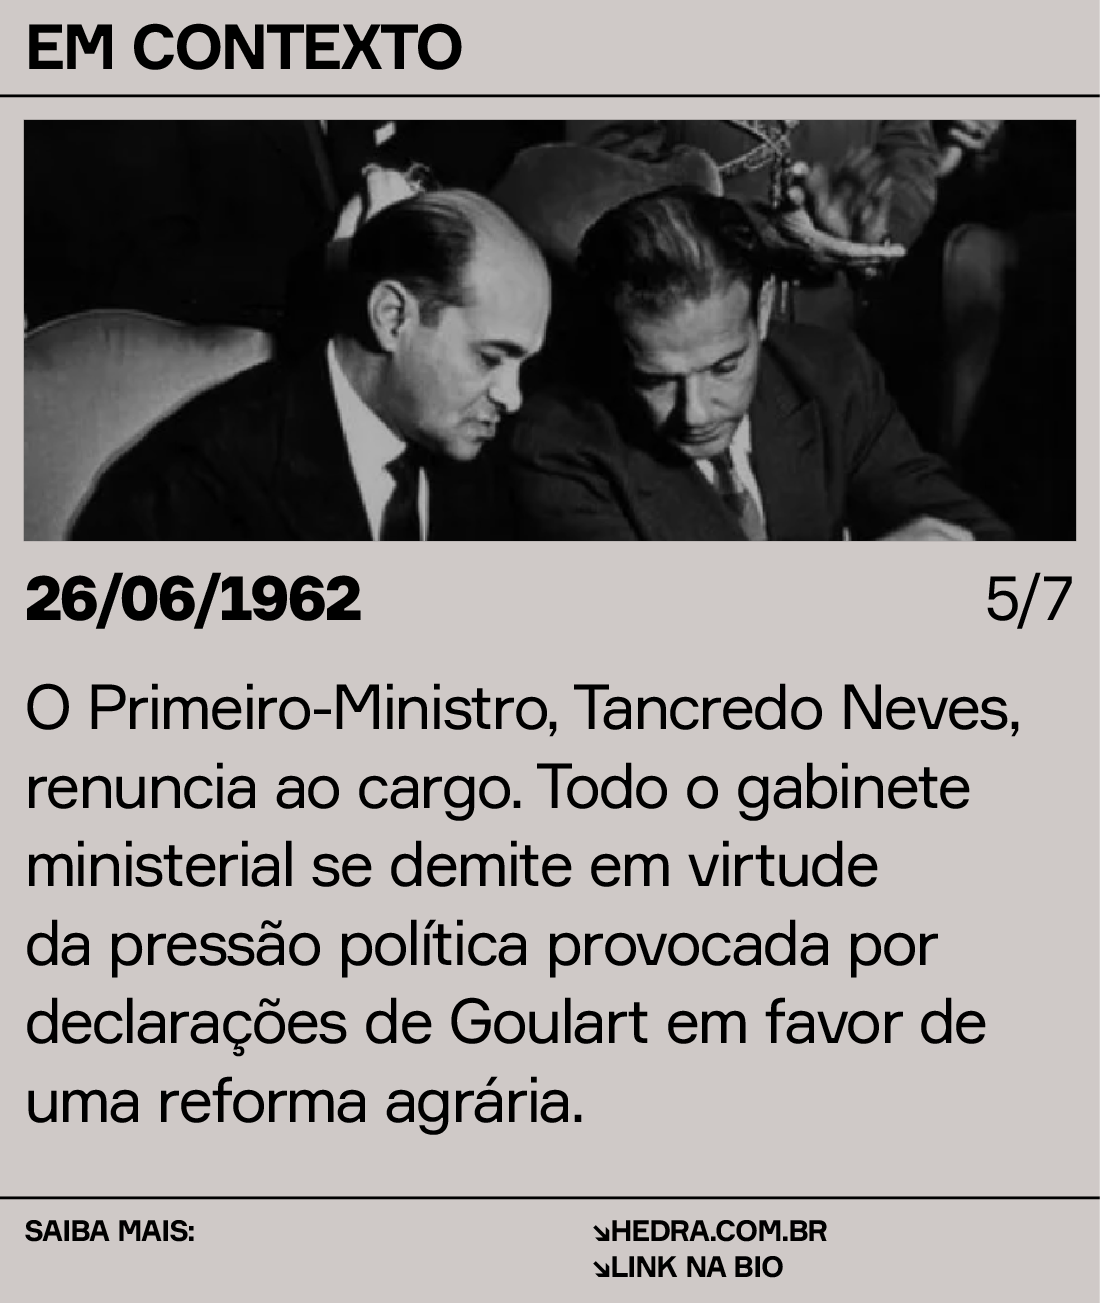 EM CONTEXTO
26/06/1962
5/7
O Primeiro-Ministro, Tancredo Neves,
renuncia ao cargo. Todo o gabinete
ministerial se demite em virtude
da pressão política provocada por
declarações de Goulart em favor de
uma reforma agrária.
SAIBA MAIS:
↘HEDRA.COM.BR
↘LINK NA BIO